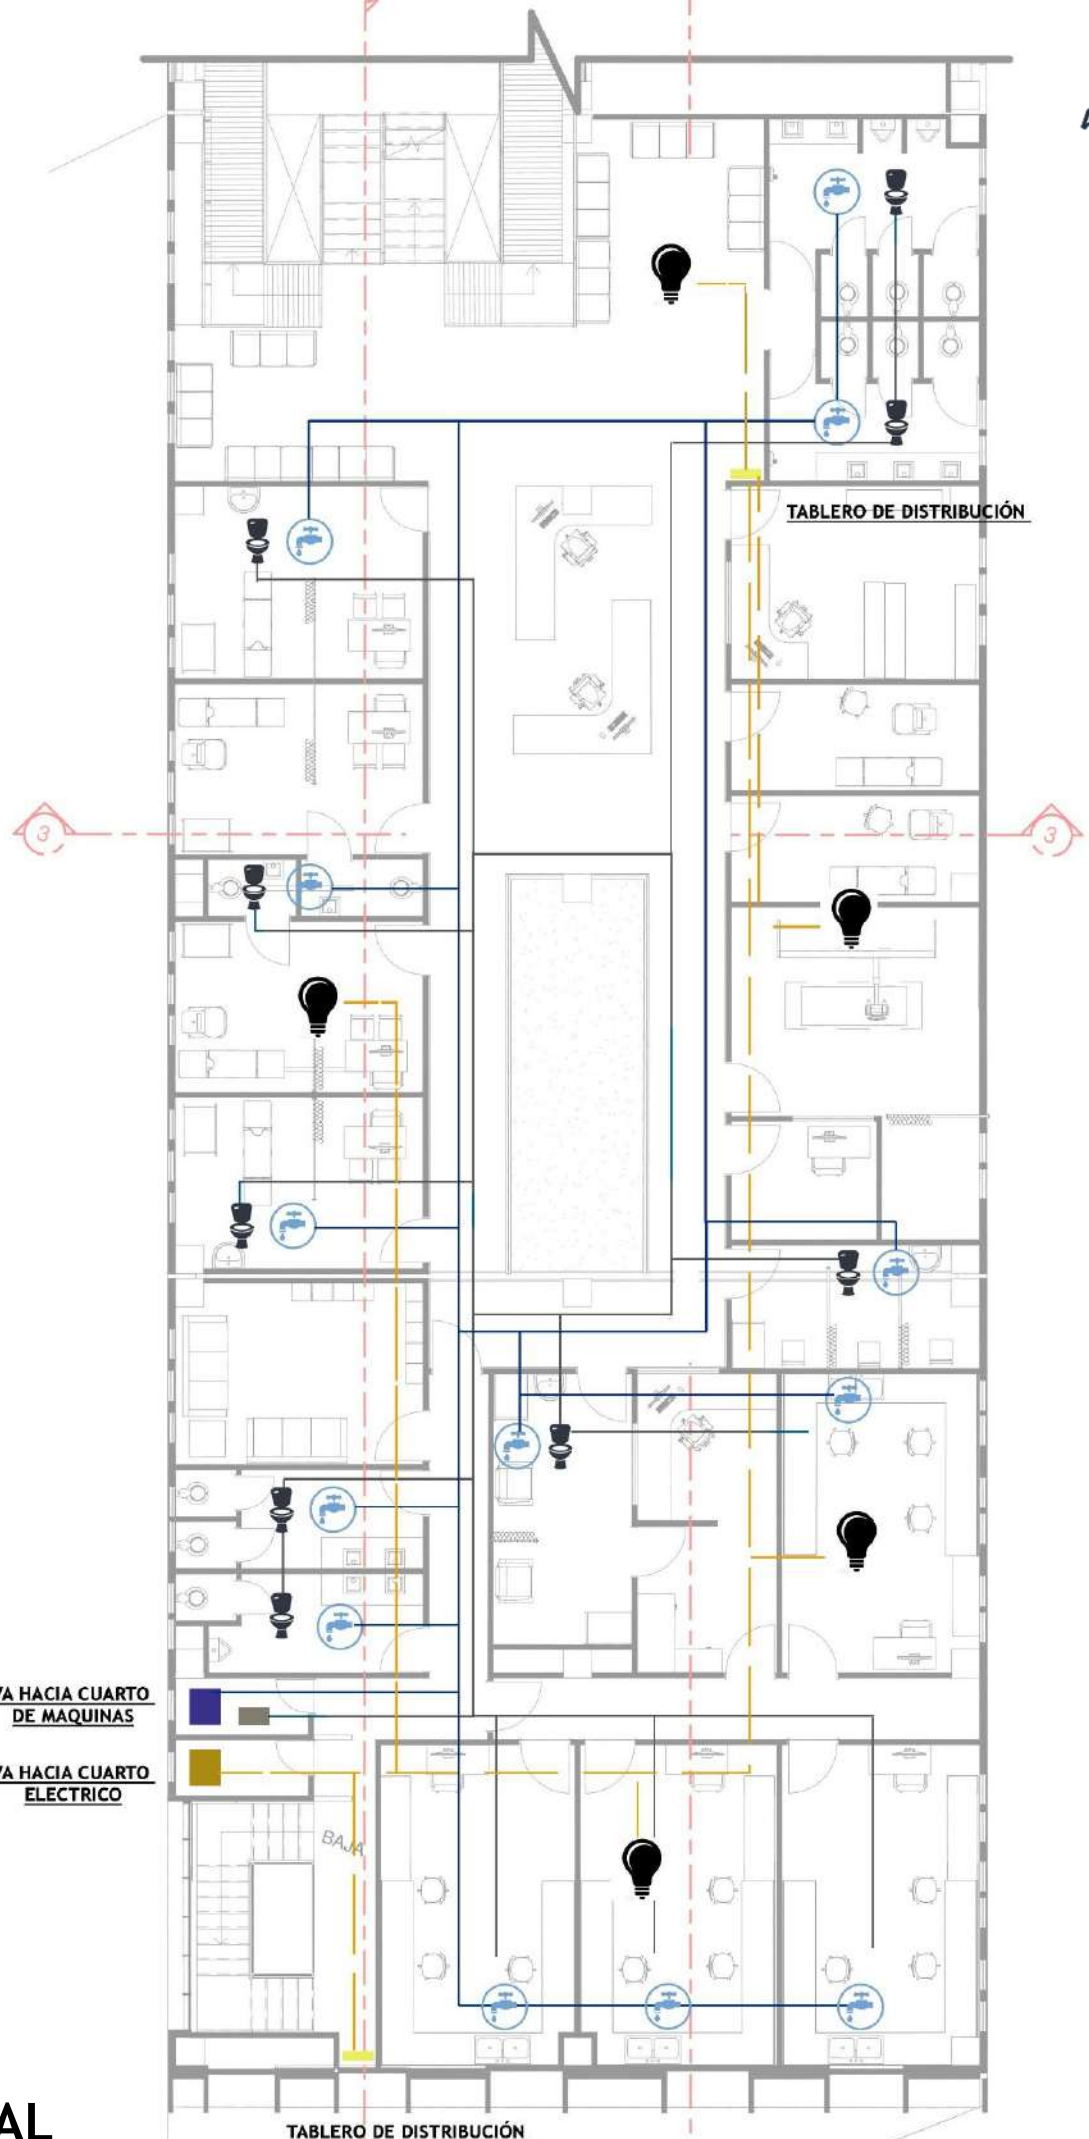 TABLERO DE DISTRIBUCIÓN
3
3
VA HACIA CUARTO
DE MAQUINAS
VA HACIA CUARTO
ELECTRICO
BAJA
AL
TABLERO DE DISTRIBUCIÓN